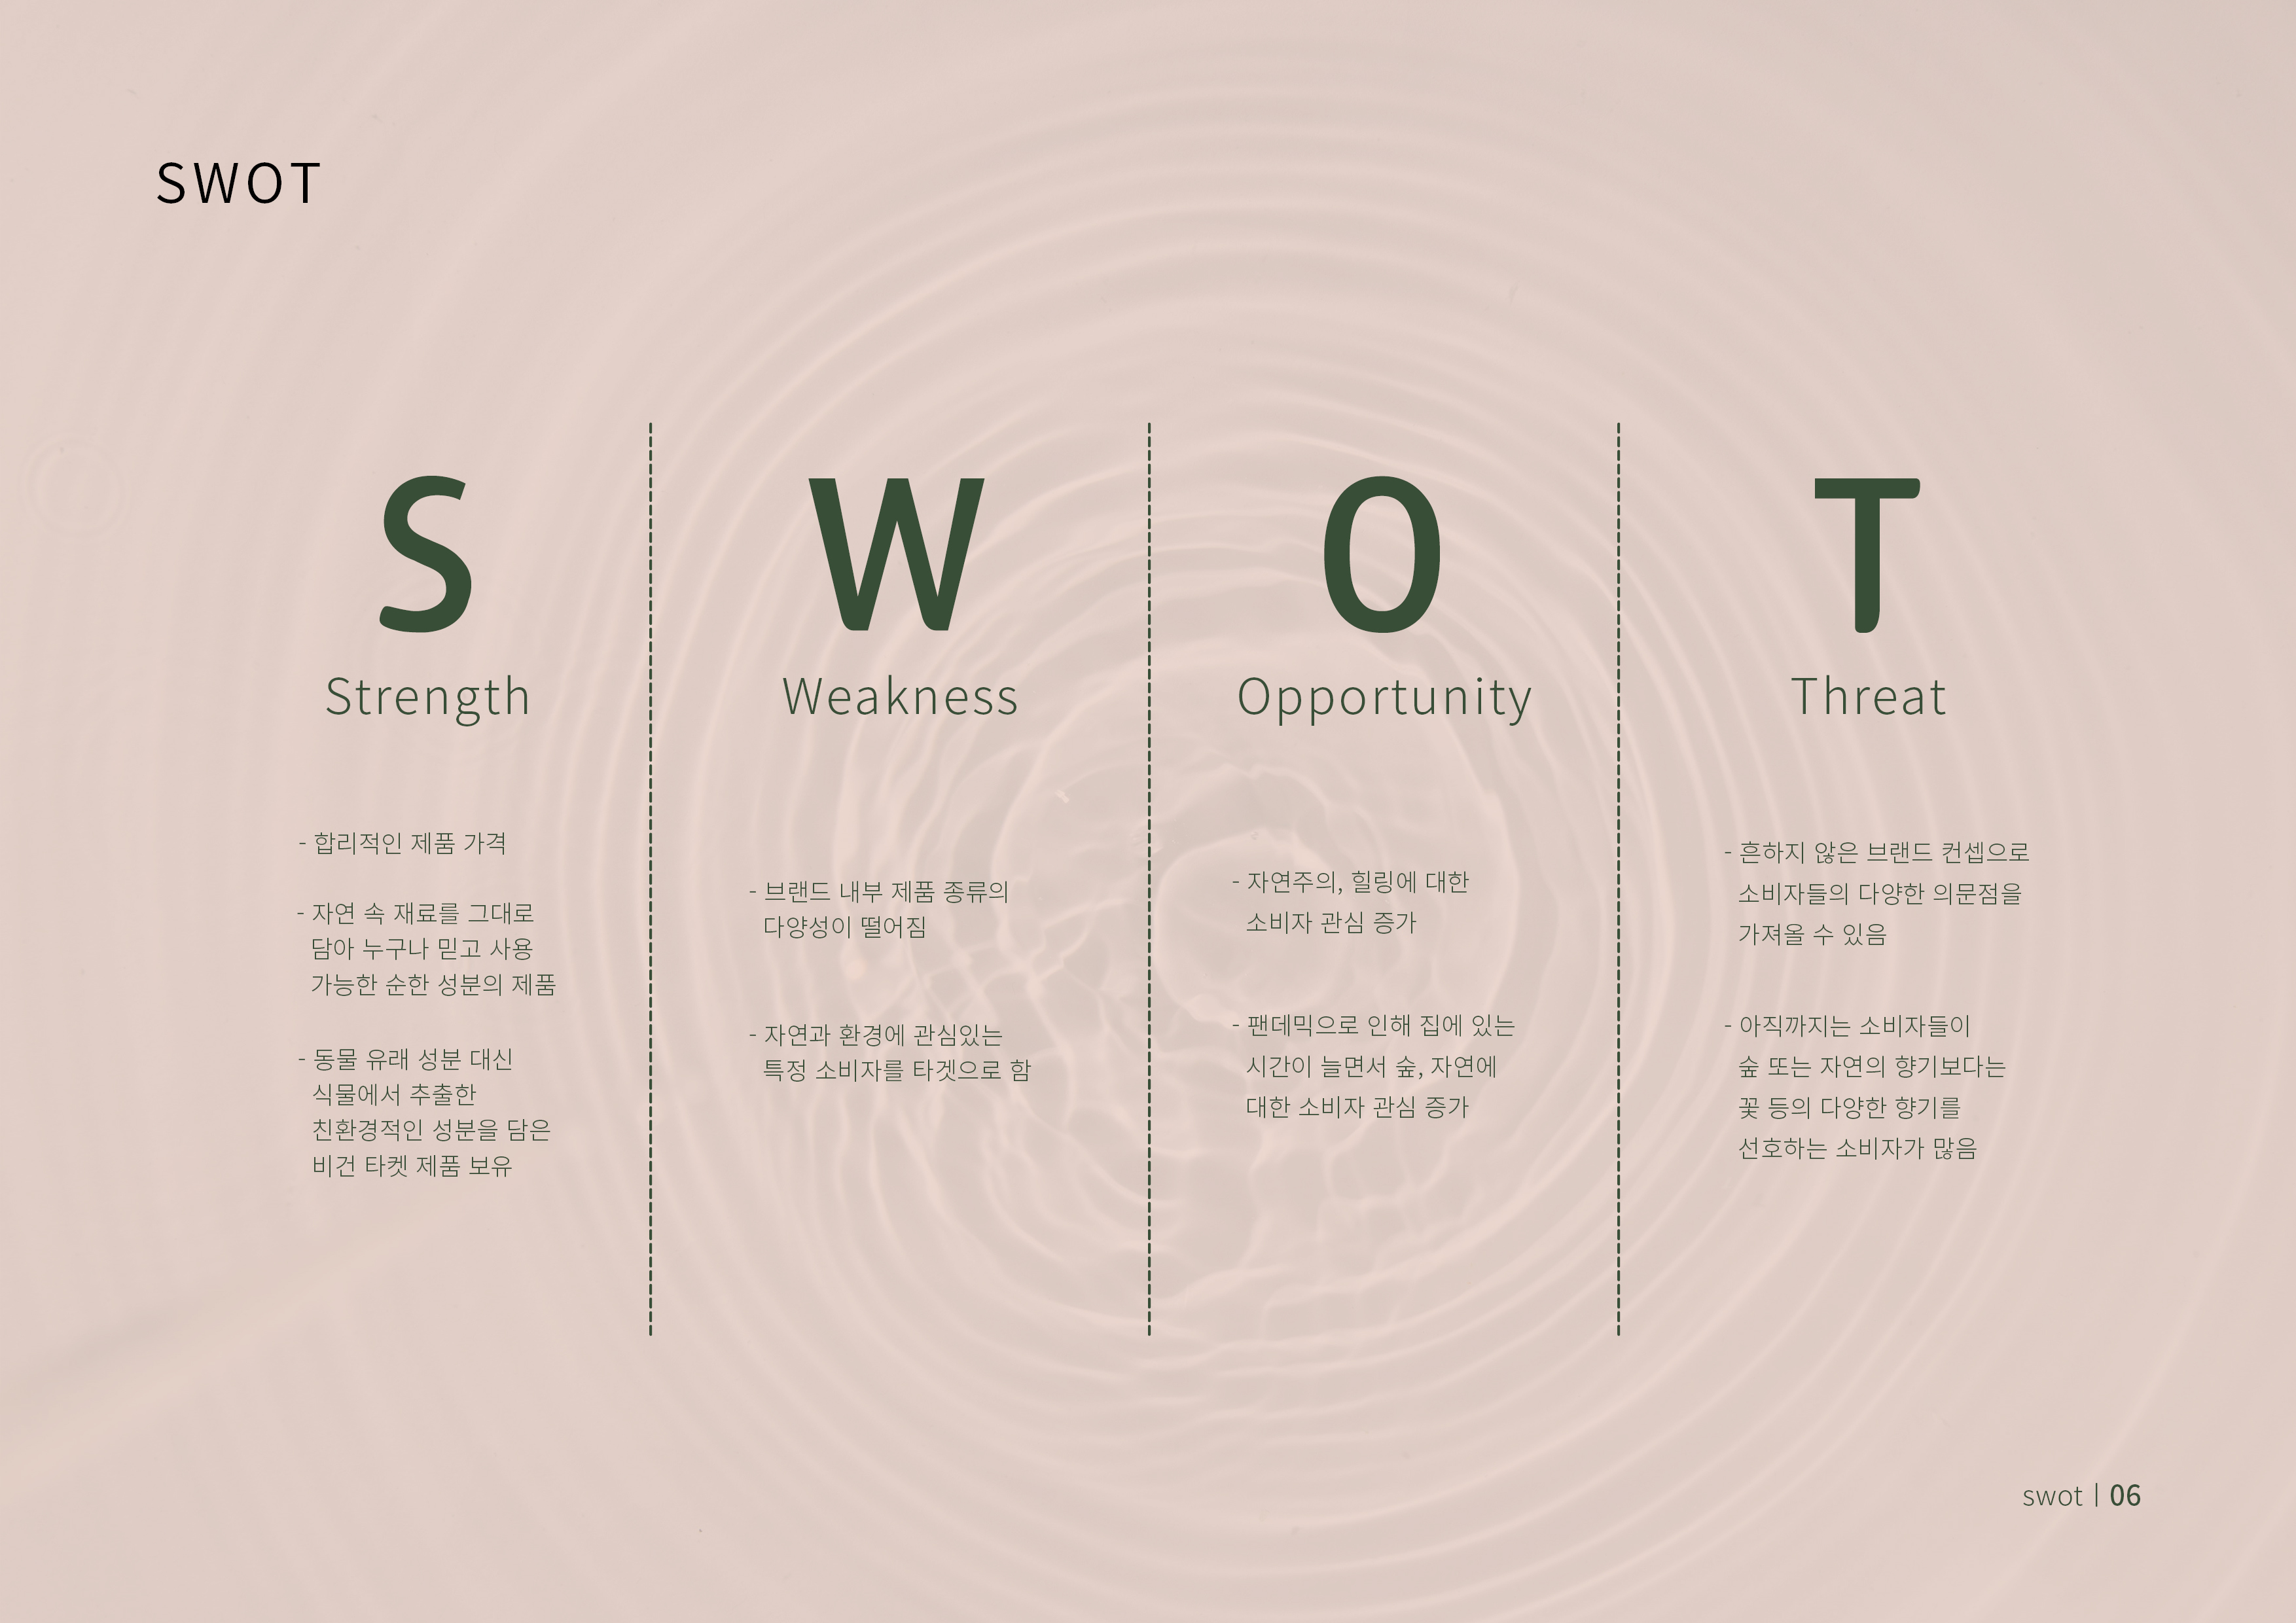 SWOT
S
Strength
- 합리적인 제품 가격
- 자연 속 재료를 그대로
담아 누구나 믿고 사용
가능한 순한 성분의 제품
- 동물 유래 성분 대신
식물에서 추출한
친환경적인 성분을 담은
비건 타켓 제품 보유
W
Weakness
- 브랜드 내부 제품 종류의
다양성이 떨어짐
- 자연과 환경에 관심있는
특정 소비자를 타겟으로 함
O
Opportunity
- 자연주의, 힐링에 대한
소비자 관심 증가
- 팬데믹으로 인해 집에 있는
시간이 늘면서 숲, 자연에
대한 소비자 관심 증가
T
Threat
- 흔하지 않은 브랜드 컨셉으로
소비자들의 다양한 의문점을
가져올 수 있음
- 아직까지는 소비자들이
숲 또는 자연의 향기보다는
꽃 등의 다양한 향기를
선호하는 소비자가 많음
swot | 06